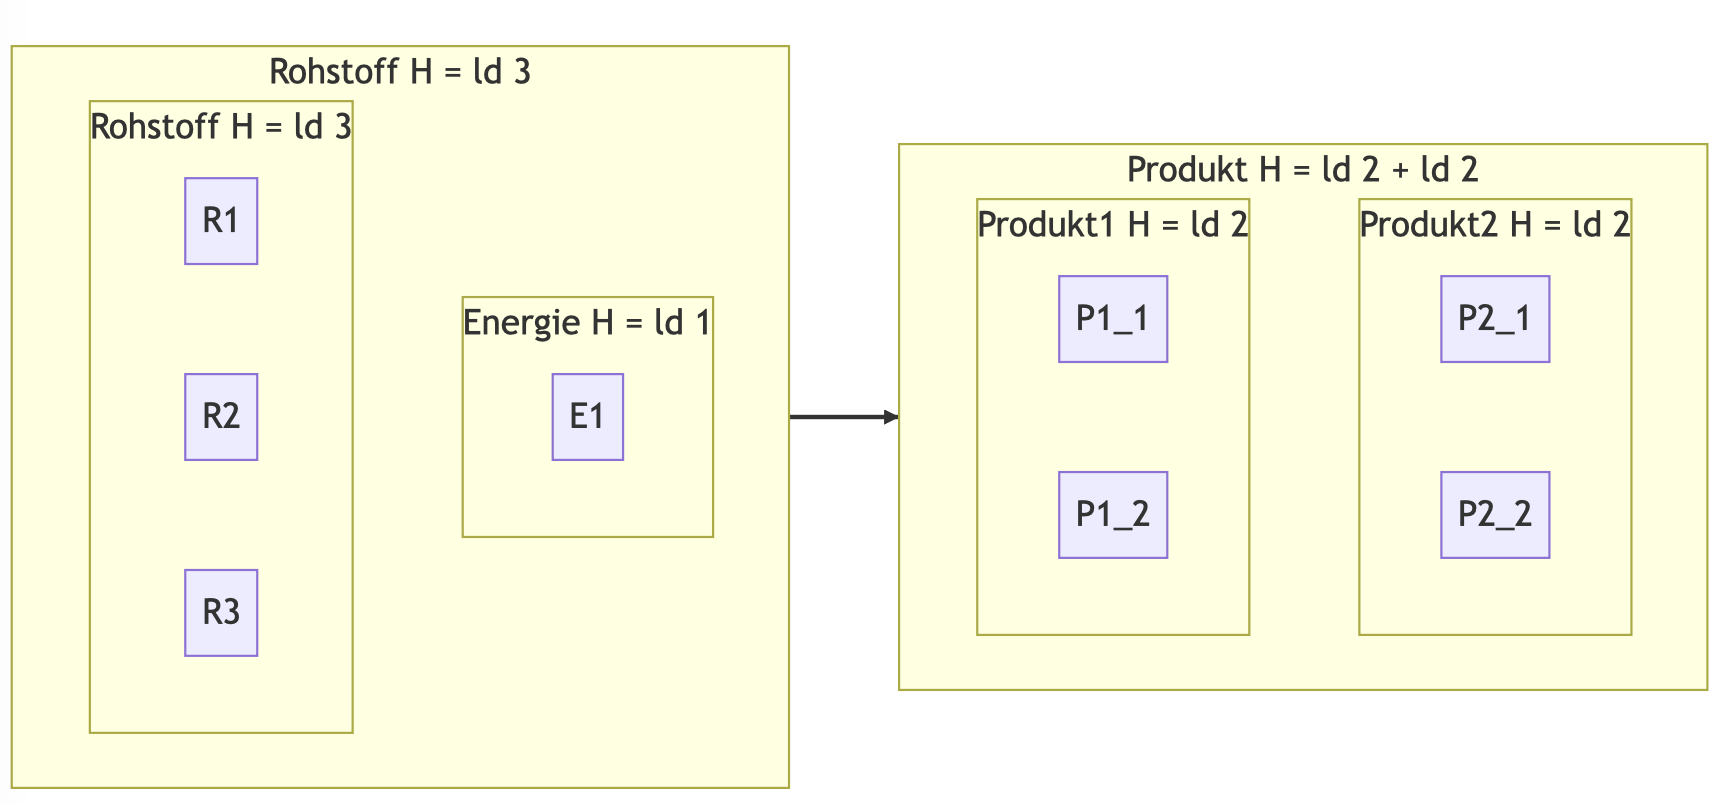 Rohstoff H = ld 3
Rohstoff H = ld 3
R1
R2
R3
Energie H = ld 1
E1
Produkt H = ld 2 + ld 2
Produkt1 H = ld 2
P1_1
P1_2
Produkt2 H = ld 2
P2_1
P2_2